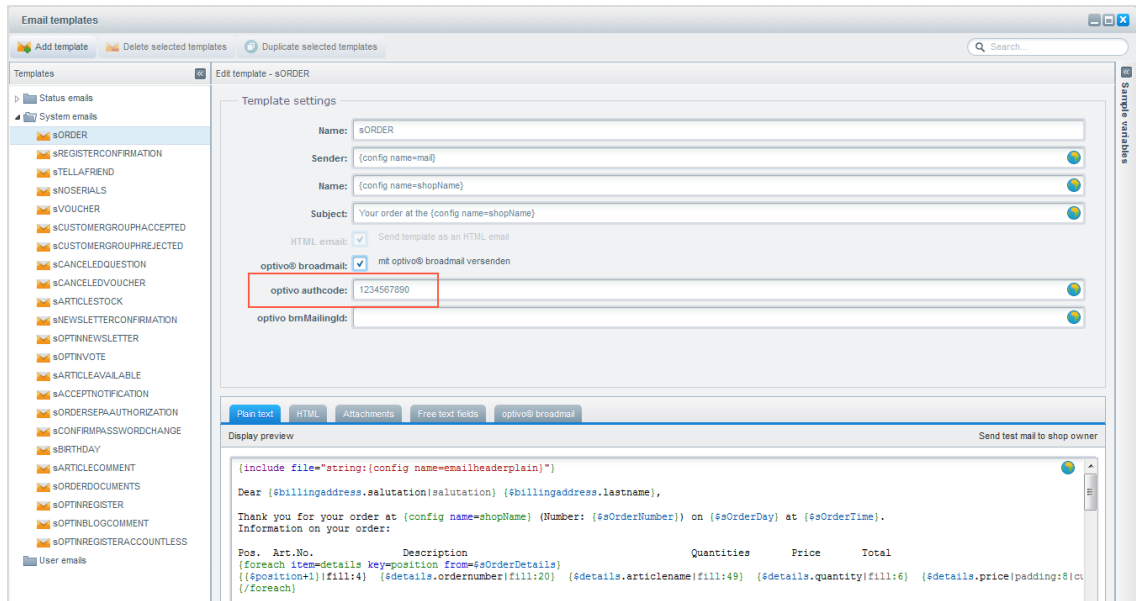 Email templates
Add template
Delete selected templates
Duplicate selected templates
Search...
Templates
Edit template - sORDER
Sample variables
Status emails
System emails
sORDER
sREGISTERCONFIRMATION
sTELLAFRIEND
sNOSERIALS
sVOUCHER
sCUSTOMERGROUPHACCEPTED
sCUSTOMERGROUPHREJECTED
sCANCELEDQUESTION
sCANCELEDVOUCHER
sARTICLESTOCK
sNEWSLETTERCONFIRMATION
sOPTINNEWSLETTER
sOPTINVOTE
sARTICLEAVAILABLE
sACCEPTNOTIFICATION
sORDERSEPAAUTHORIZATION
sCONFIRMPASSWORDCHANGE
sBIRTHDAY
sARTICLECOMMENT
sORDERDOCUMENTS
sOPTINREGISTER
sOPTINBLOGCOMMENT
sOPTINREGISTERACCOUNTLESS
User emails
Template settings
Name: sORDER
Sender: {config name=mail}
Name: {config name=shopName}
Subject: Your order at the {config name=shopName}
HTML email: Send template as an HTML email
optivo® broadmail: mit optivo® broadmail versenden
optivo authcode: 1234567890
optivo bmMailingId:
Plain text HTML Attachments Free text fields optivo® broadmail
Display preview Send test mail to shop owner
{include file="string:{config name=emailheaderplain}"}
Dear {$billingaddress.salutation|salutation} {$billingaddress.lastname},
Thank you for your order at {config name=shopName} (Number: {$sOrderNumber}) on {$sOrderDay} at {$sOrderTime}.
Information on your order:
Pos. Art.No. Description Quantities Price Total
{foreach item=details key=position from=$sOrderDetails}
{{$position+1}|fill:4} {$details.ordernumber|fill:20} {$details.articlename|fill:49} {$details.quantity|fill:6} {$details.price|padding:8|cu
{/foreach}